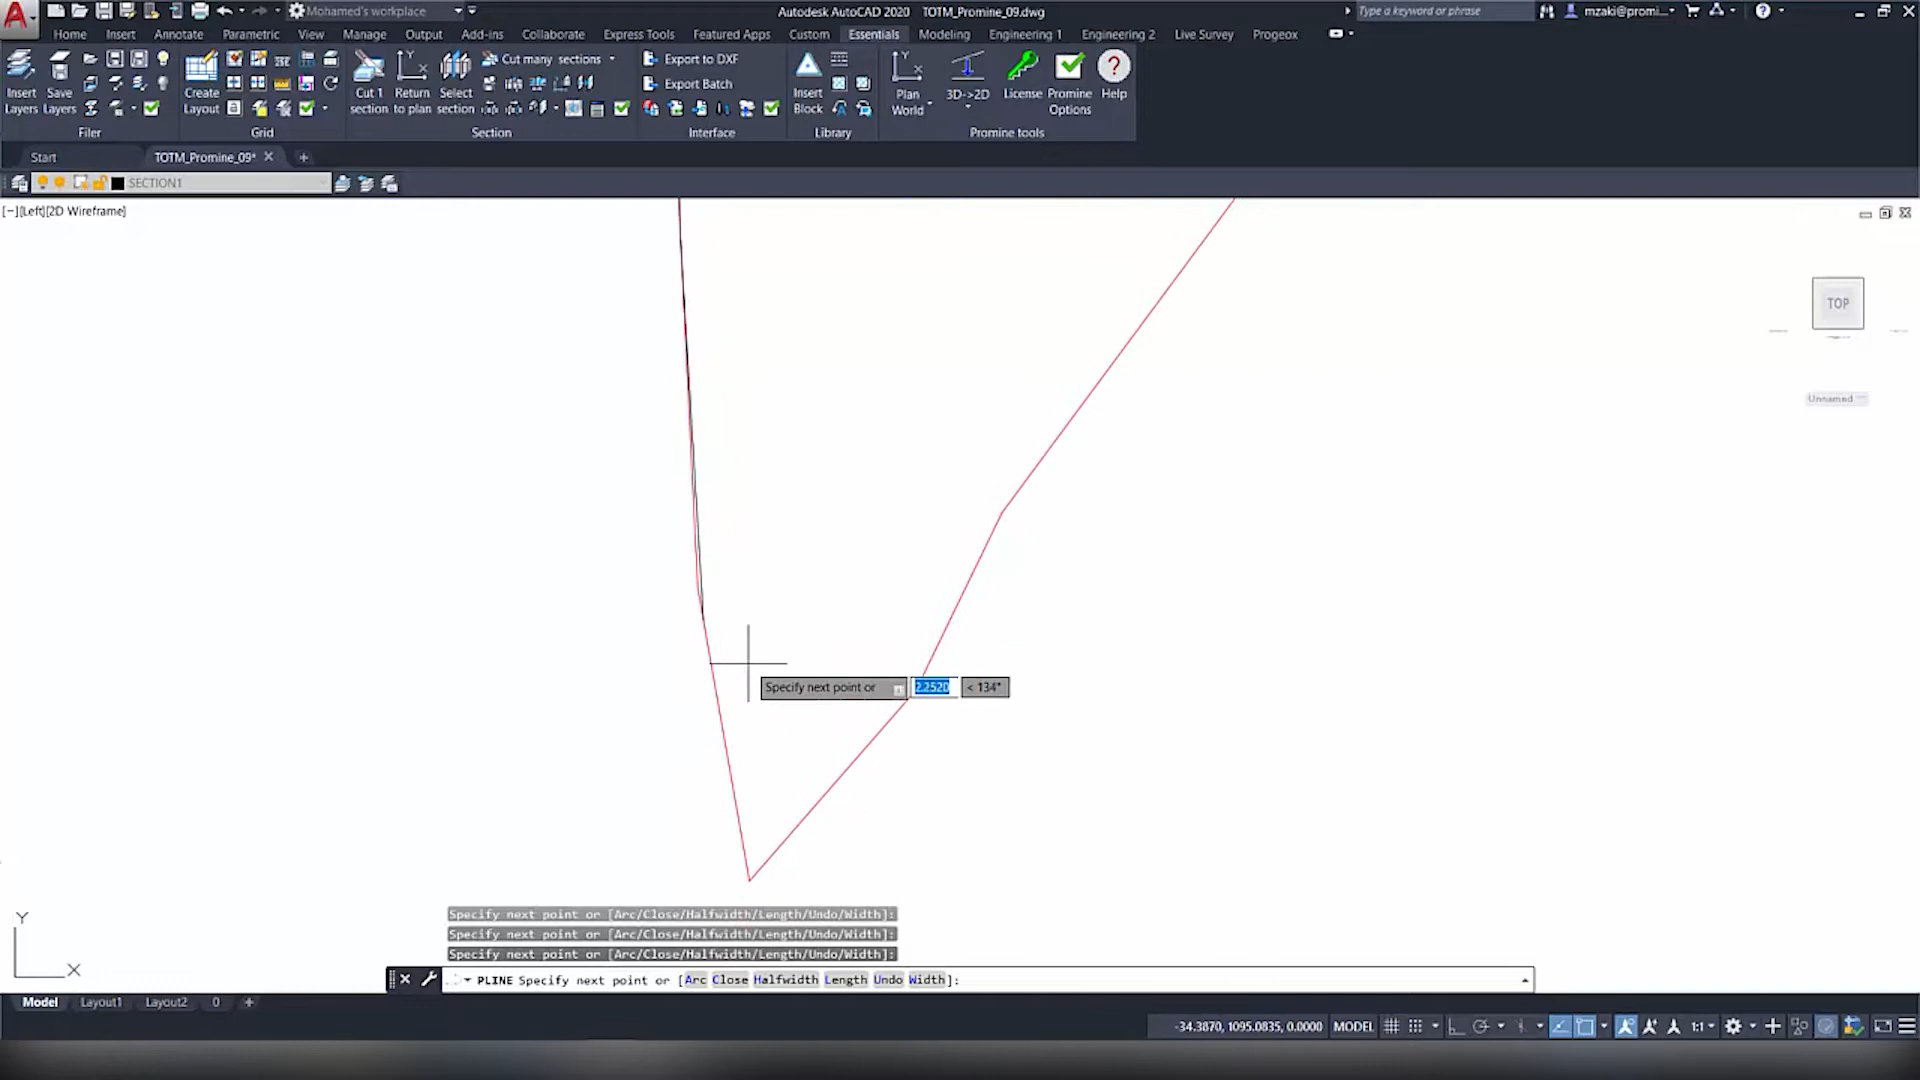 Mohamed's workplace
Autodesk AutoCAD 2020 TOTM_Promine_09.dwg
Type a keyword or phrase
mzaki@promi...
Home Insert Annotate Parametric View Manage Output Add-ins Collaborate Express Tools Featured Apps Custom Essentials Modeling Engineering 1 Engineering 2 Live Survey Progeox
Insert Layers
Save Layers
Filer
Create Layout
Grid
Cut 1 section
Return to plan
Select section
Cut many sections
Section
Export to DXF
Export Batch
Interface
Insert Block
Library
Plan World
3D->2D
License
Promine Options
Help
Promine tools
Start
TOTM_Promine_09*
SECTION1
[−][Left][2D Wireframe]
TOP
Unnamed
Specify next point or 2.2520 < 134°
Specify next point or [Arc/Close/Halfwidth/Length/Undo/Width]:
Specify next point or [Arc/Close/Halfwidth/Length/Undo/Width]:
Specify next point or [Arc/Close/Halfwidth/Length/Undo/Width]:
Y
X
PLINE Specify next point or [Arc Close Halfwidth Length Undo Width]:
Model Layout1 Layout2 0
-34.3870, 1095.0835, 0.0000 MODEL 1:1